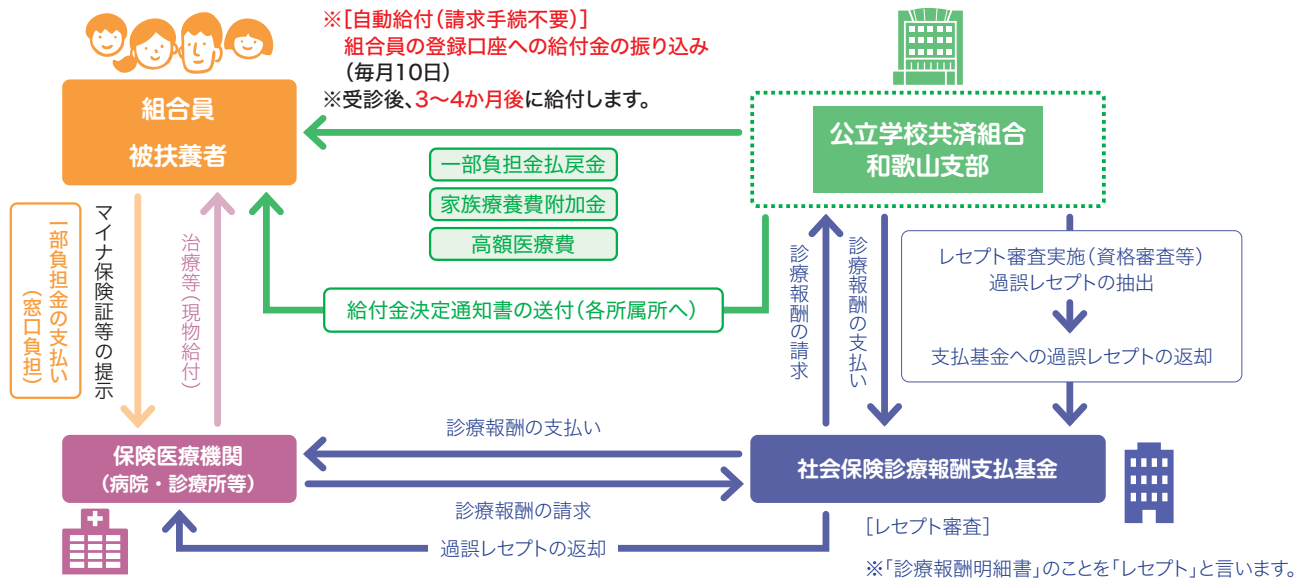 ※[自動給付(請求手続不要)]
組合員の登録口座への給付金の振り込み
(毎月10日)
※受診後、3〜4か月後に給付します。
組合員
被扶養者
公立学校共済組合
和歌山支部
一部負担金払戻金
家族療養費附加金
高額医療費
給付金決定通知書の送付(各所属所へ)
一部負担金の支払い
(窓口負担)
マイナ保険証等の提示
治療等(現物給付)
診療報酬の請求
診療報酬の支払い
レセプト審査実施(資格審査等)
過誤レセプトの抽出
支払基金への過誤レセプトの返却
保険医療機関
(病院・診療所等)
診療報酬の支払い
診療報酬の請求
過誤レセプトの返却
社会保険診療報酬支払基金
[レセプト審査]
※「診療報酬明細書」のことを「レセプト」と言います。